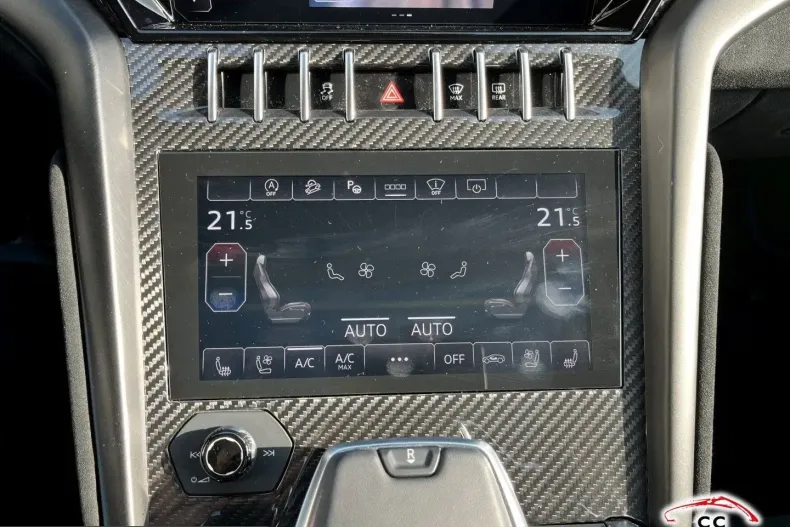 OFF
MAX
REAR
A
OFF
P
OFF
21.5 °C
21.5 °C
AUTO
AUTO
A/C
A/C
MAX
OFF
R
CC